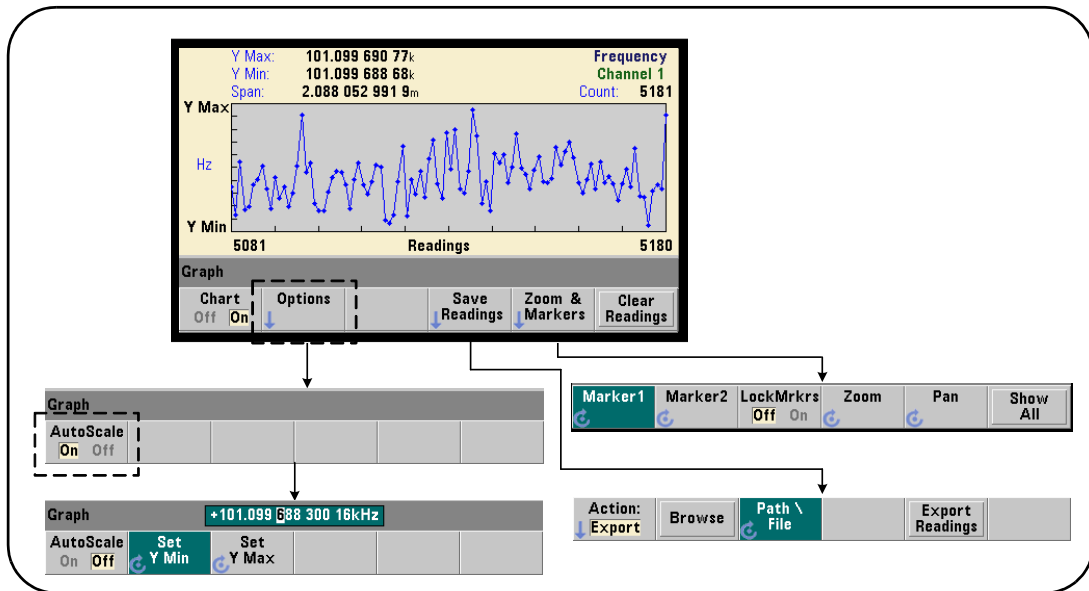 Y Max: 101.099 690 77k Frequency
Y Min: 101.099 688 68k Channel 1
Span: 2.088 052 991 9m Count: 5181
Y Max
Hz
Y Min
5081 Readings 5180
Graph
Chart Options Save Zoom & Clear
Off On Readings Markers Readings
Graph
AutoScale
On Off
Marker1 Marker2 LockMrkrs Zoom Pan Show
Off On All
Graph +101.099 688 300 16kHz
AutoScale Set Set
On Off Y Min Y Max
Action: Browse Path \ Export
Export File Readings